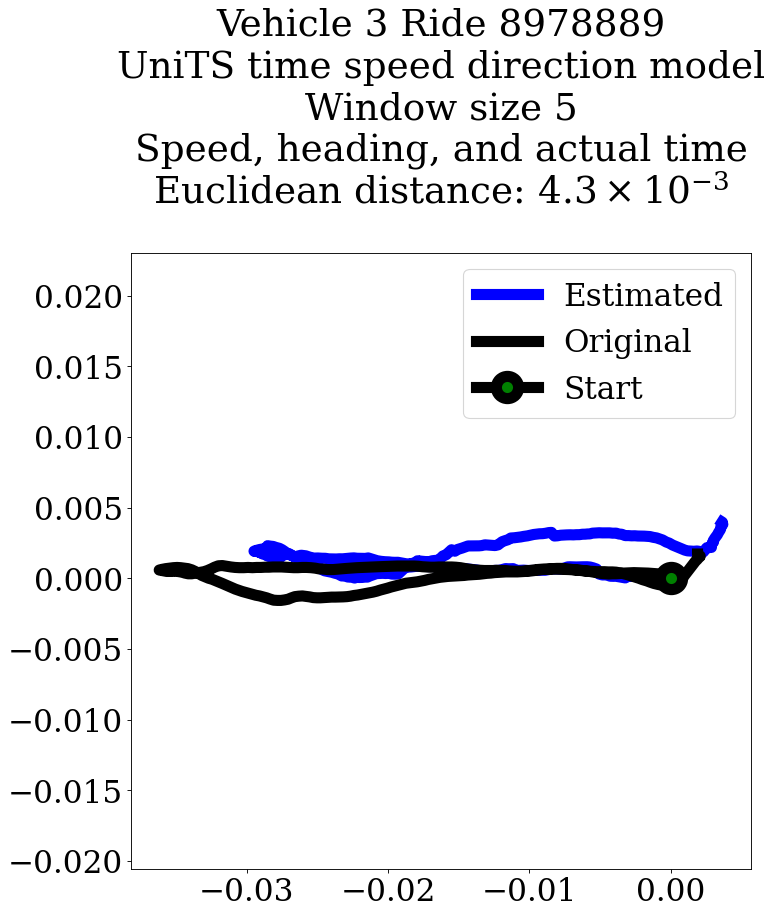 Vehicle 3 Ride 8978889
UniTS time speed direction model
Window size 5
Speed, heading, and actual time
Euclidean distance: 4.3 × 10⁻³
Estimated
Original
Start
0.020
0.015
0.010
0.005
0.000
−0.005
−0.010
−0.015
−0.020
−0.03 −0.02 −0.01 0.00